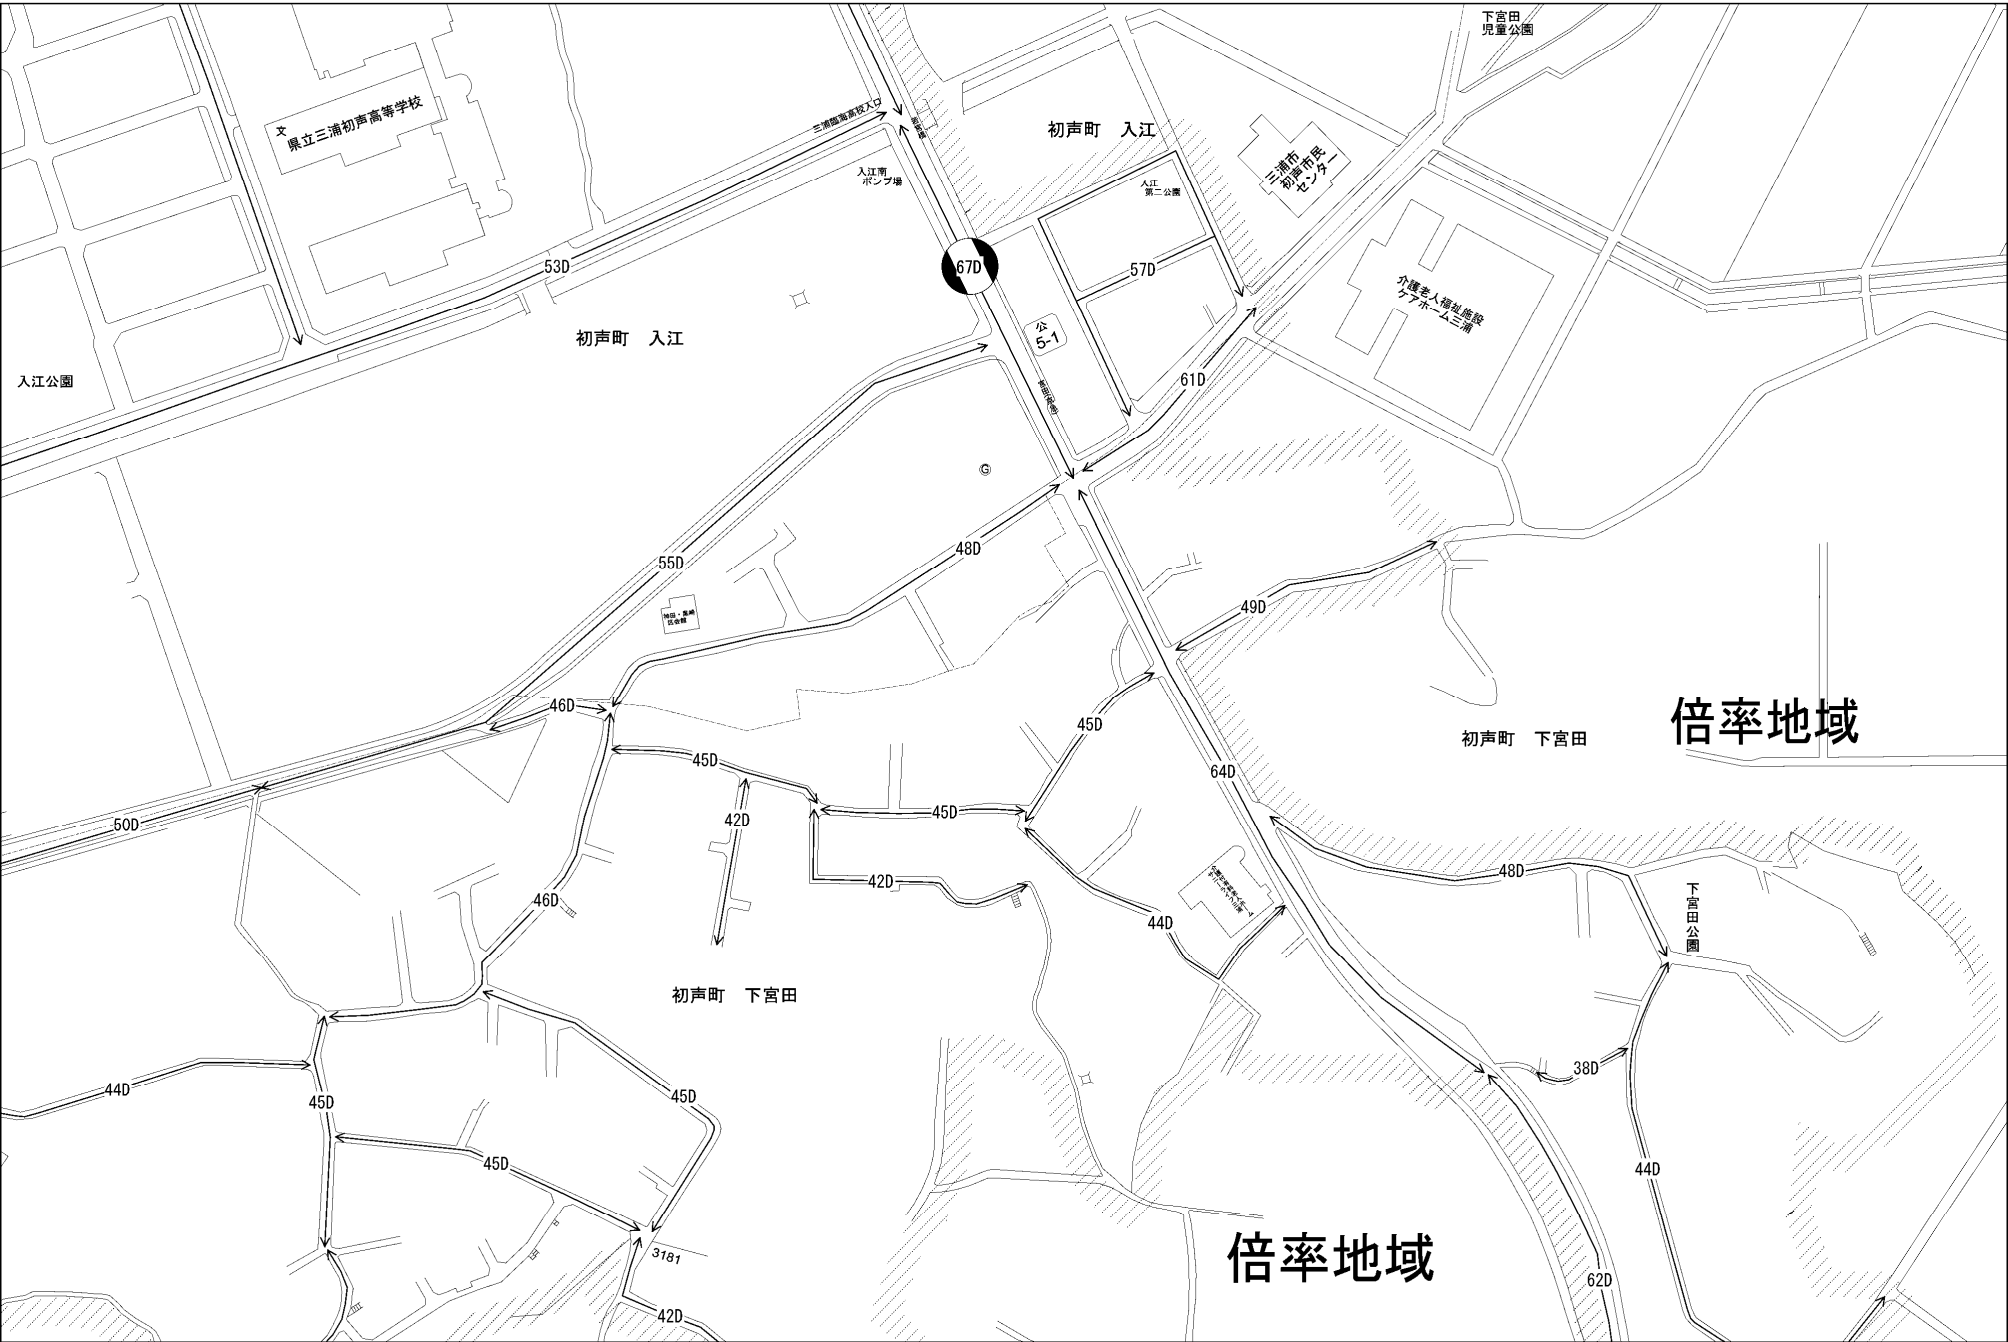 下宮田
児童公園
文
県立三浦初声高等学校
三浦臨海高校入口
初声町　入江
入江南
ポンプ場
三浦市
初声市民
センター
入江
第二公園
53D
67D
57D
介護老人福祉施設
ケアホーム三浦
初声町　入江
公
5-1
入江公園
61D
G
48D
55D
49D
区会館
46D
45D
45D
倍率地域
初声町　下宮田
64D
50D
42D
45D
42D
48D
46D
44D
下宮田公園
初声町　下宮田
38D
44D
45D
45D
45D
44D
3181
倍率地域
62D
42D